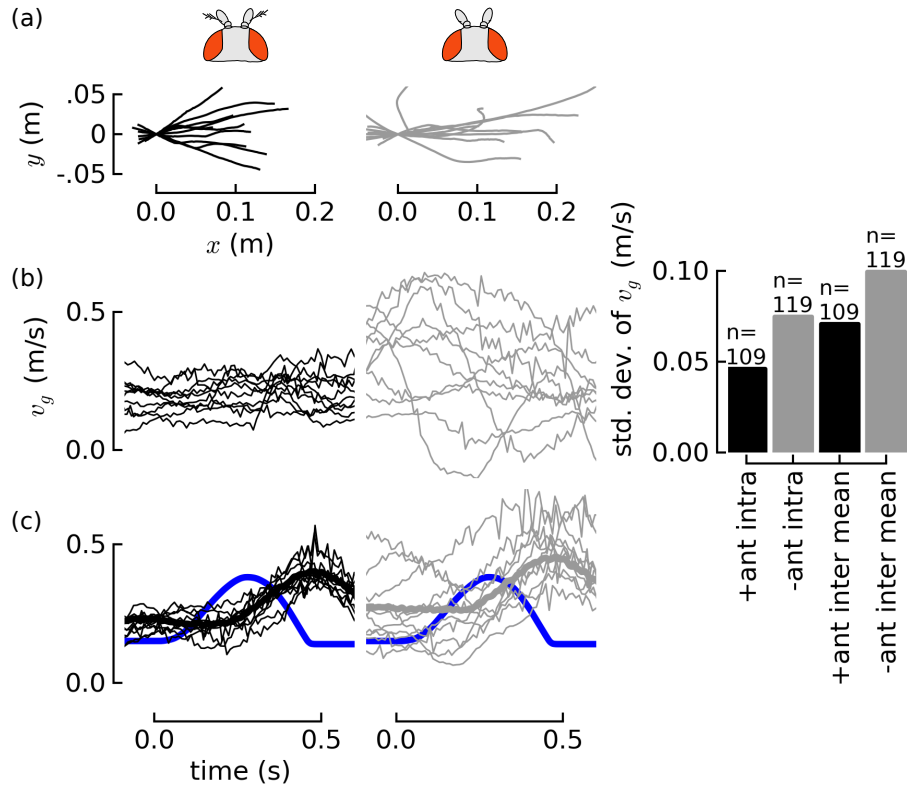 (a)
.05
0
-.05
y (m)
0.0 0.1 0.2
0.0 0.1 0.2
x (m)
(b)
0.5
0.0
v_g (m/s)
(c)
0.5
0.0
0.0 0.5
0.0 0.5
time (s)
std. dev. of v_g (m/s)
0.10
0.05
0.00
n=
109
n=
119
n=
109
n=
119
+ant intra
-ant intra
+ant inter mean
-ant inter mean